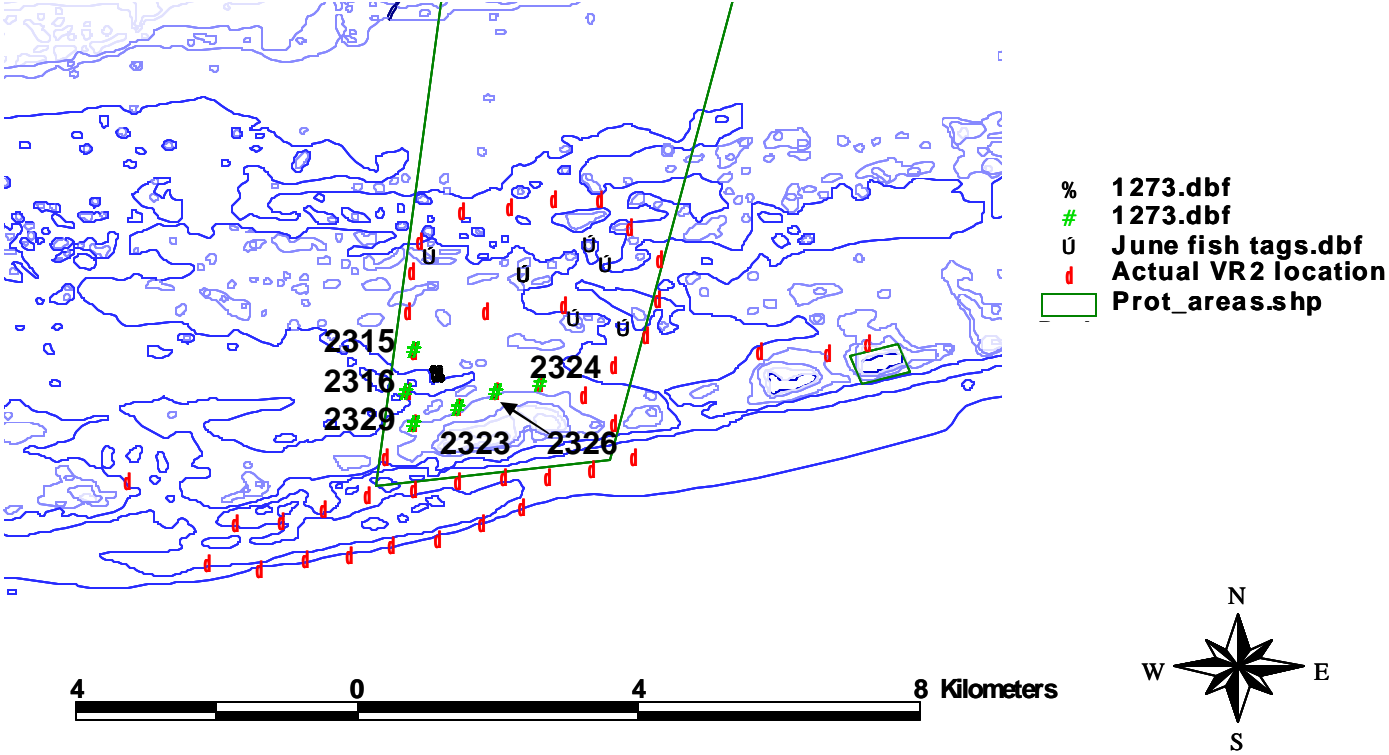 % 1273.dbf
# 1273.dbf
Ú June fish tags.dbf
d Actual VR2 location
Prot_areas.shp
2315
2324
2316
2329
2323
2326
N
W E
S
4 0 4 8 Kilometers